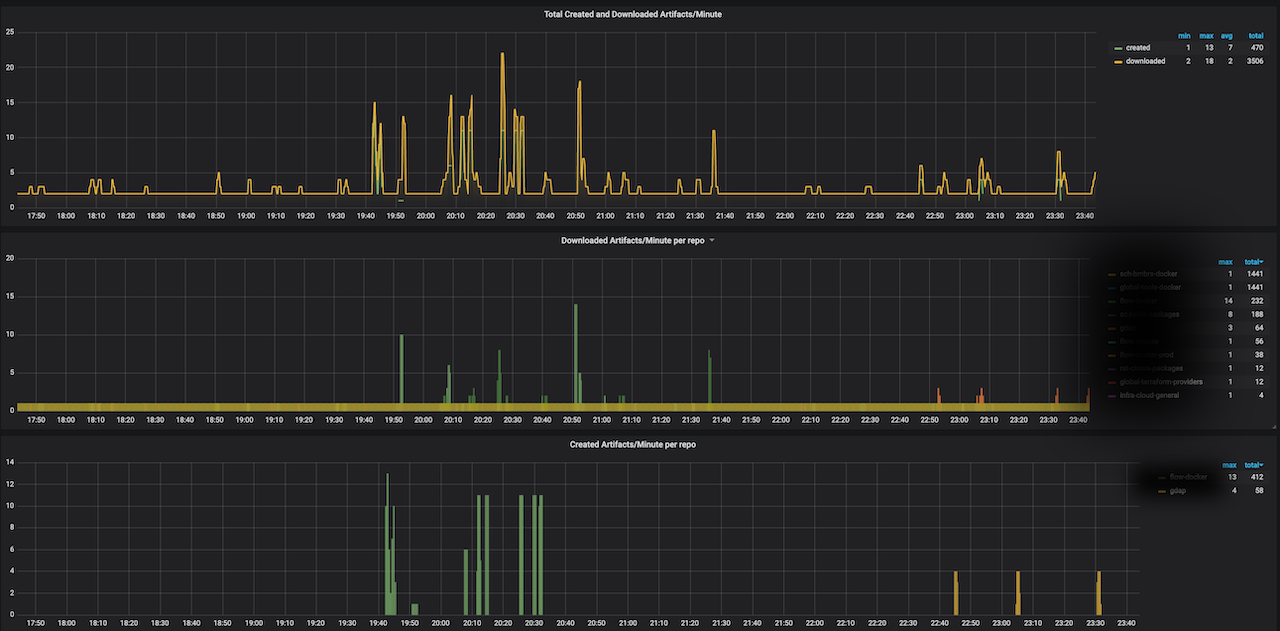 Total Created and Downloaded Artifacts/Minute
min max avg total
created 1 13 7 470
downloaded 2 18 2 3506
25
20
15
10
5
0
17:50 18:00 18:10 18:20 18:30 18:40 18:50 19:00 19:10 19:20 19:30 19:40 19:50 20:00 20:10 20:20 20:30 20:40 20:50 21:00 21:10 21:20 21:30 21:40 21:50 22:00 22:10 22:20 22:30 22:40 22:50 23:00 23:10 23:20 23:30 23:40
Downloaded Artifacts/Minute per repo
max total
1 1441
1 1441
14 232
8 188
3 64
1 56
1 38
1 12
global-terraform-providers 1 12
infra-cloud-general 1 4
20
15
10
5
0
17:50 18:00 18:10 18:20 18:30 18:40 18:50 19:00 19:10 19:20 19:30 19:40 19:50 20:00 20:10 20:20 20:30 20:40 20:50 21:00 21:10 21:20 21:30 21:40 21:50 22:00 22:10 22:20 22:30 22:40 22:50 23:00 23:10 23:20 23:30 23:40
Created Artifacts/Minute per repo
max total
flow-docker 13 412
gdap 4 58
14
12
10
8
6
4
2
0
17:50 18:00 18:10 18:20 18:30 18:40 18:50 19:00 19:10 19:20 19:30 19:40 19:50 20:00 20:10 20:20 20:30 20:40 20:50 21:00 21:10 21:20 21:30 21:40 21:50 22:00 22:10 22:20 22:30 22:40 22:50 23:00 23:10 23:20 23:30 23:40